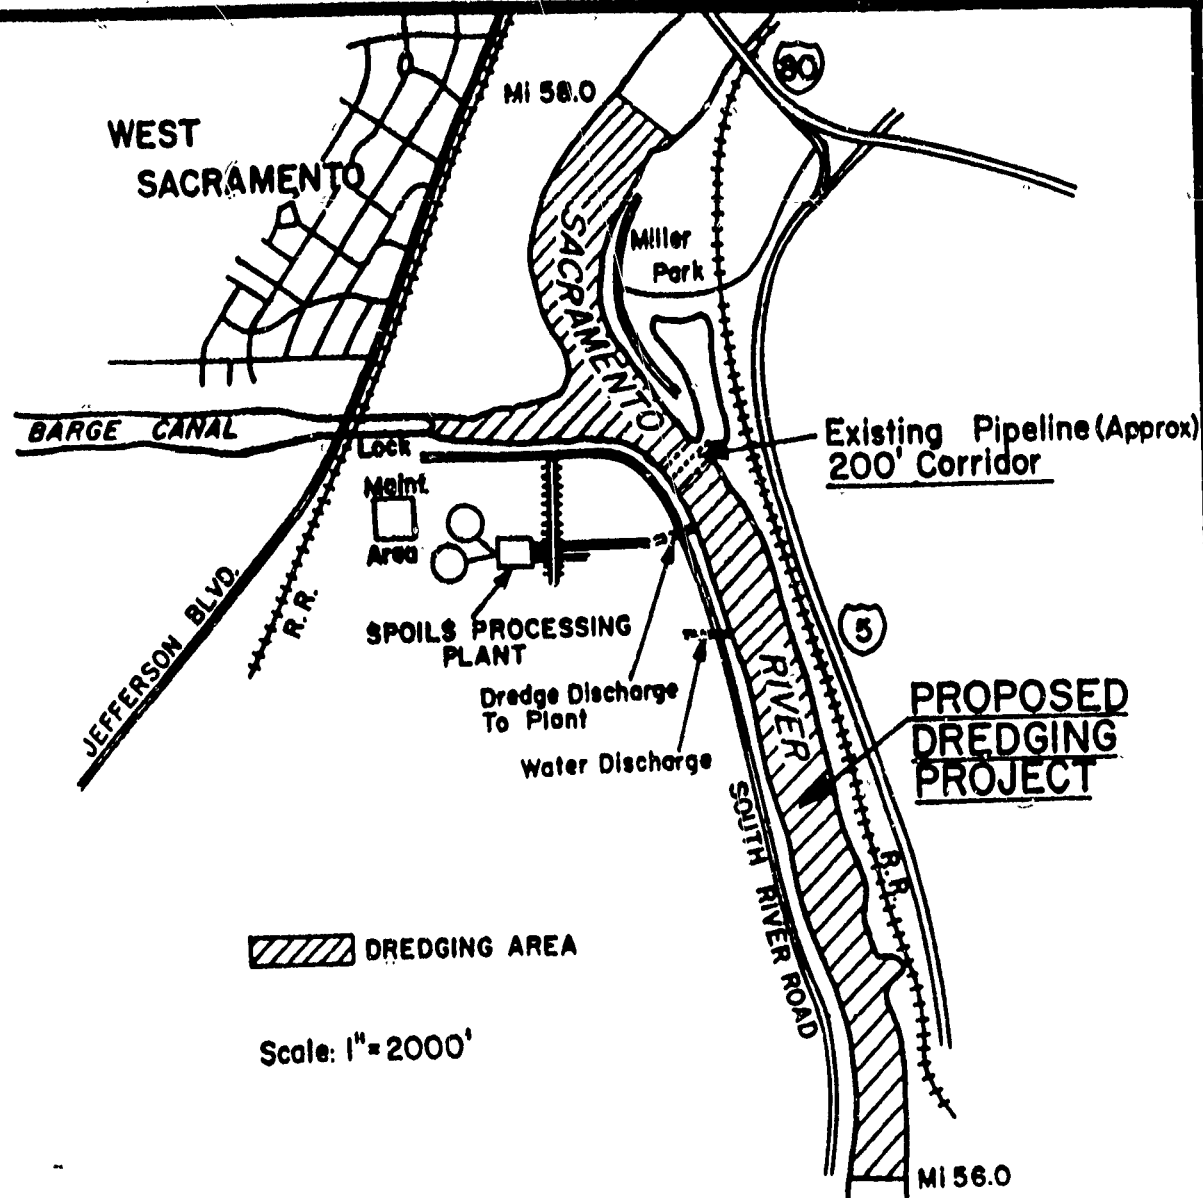 80
Mi 58.0
WEST
SACRAMENTO
SACRAMENTO
Miller
Park
BARGE CANAL
Lock
Existing Pipeline (Approx)
200' Corridor
Maint.
Area
SPOILS PROCESSING
PLANT
R.R.
JEFFERSON BLVD.
5
RIVER
Dredge Discharge
To Plant
Water Discharge
PROPOSED
DREDGING
PROJECT
SOUTH RIVER ROAD
R.R.
DREDGING AREA
Scale: 1"=2000'
Mi 56.0